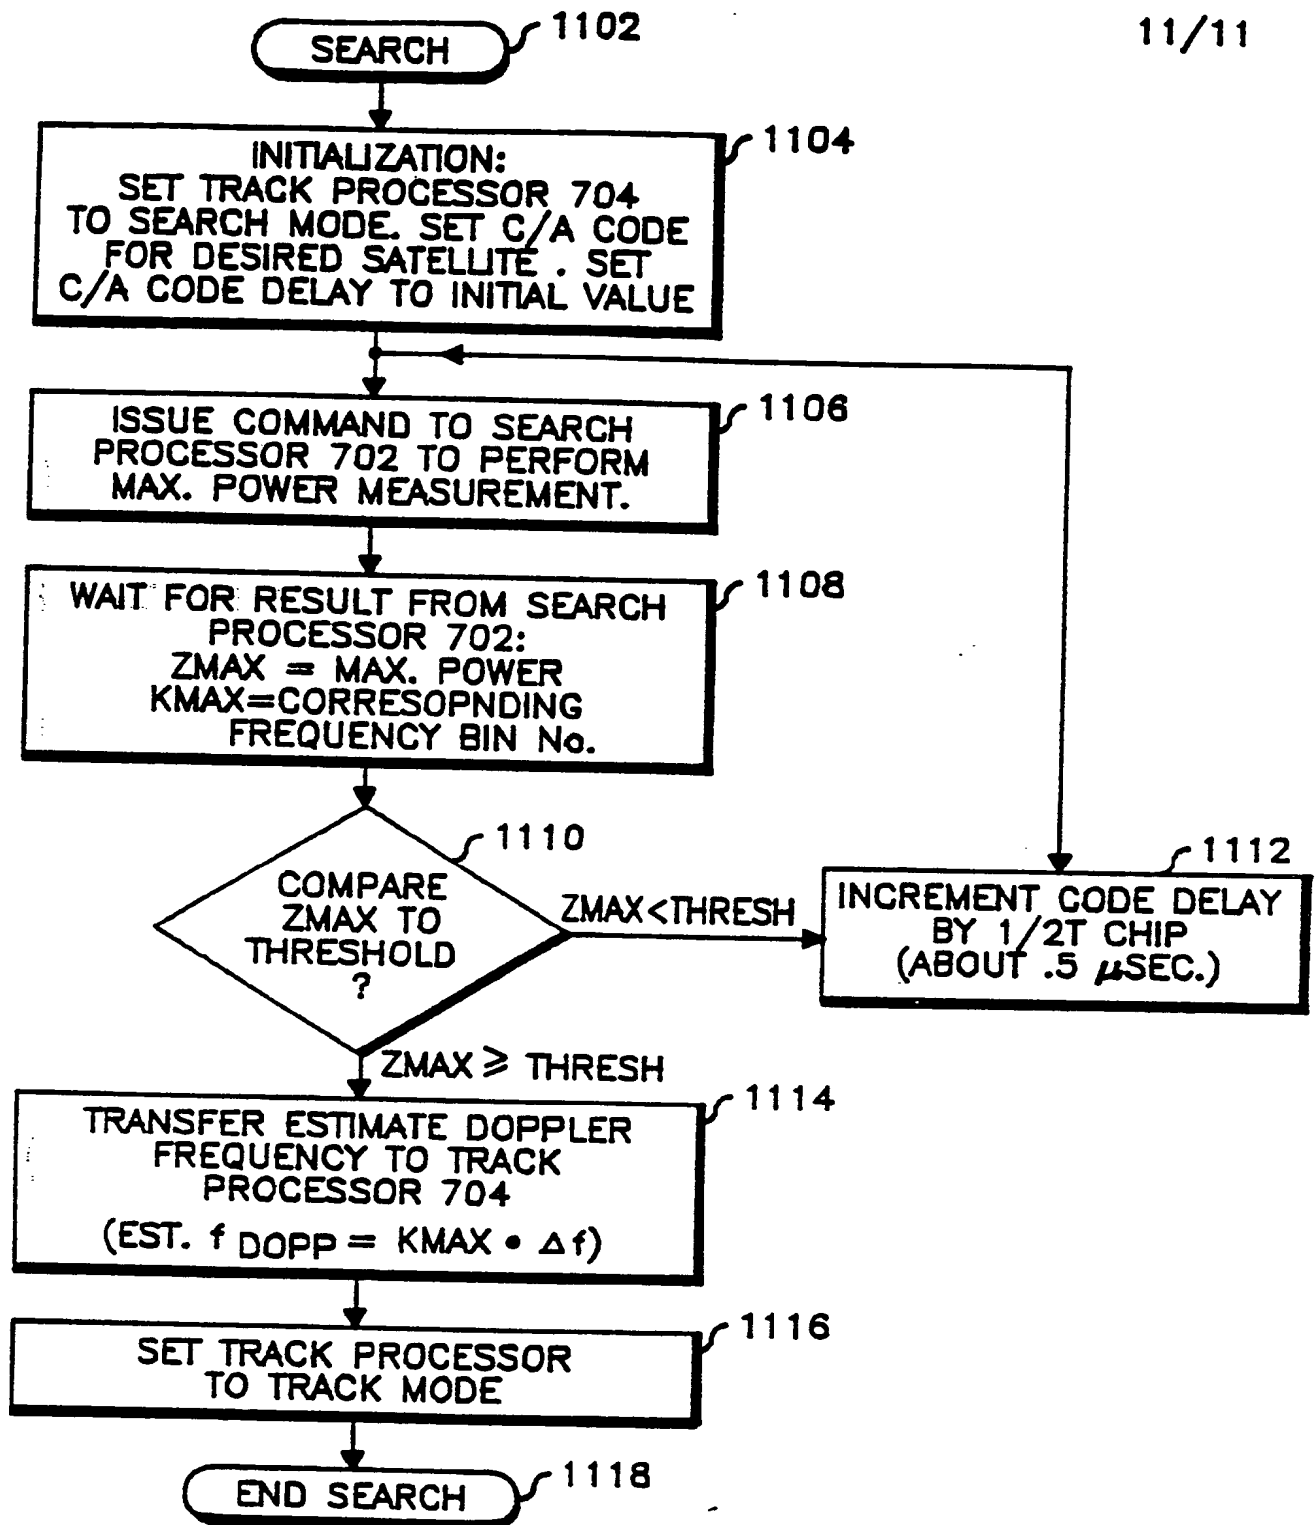 11/11
SEARCH
1102
INITIALIZATION:
SET TRACK PROCESSOR 704
TO SEARCH MODE. SET C/A CODE
FOR DESIRED SATELLITE . SET
C/A CODE DELAY TO INITIAL VALUE
1104
ISSUE COMMAND TO SEARCH
PROCESSOR 702 TO PERFORM
MAX. POWER MEASUREMENT.
1106
WAIT FOR RESULT FROM SEARCH
PROCESSOR 702:
ZMAX = MAX. POWER
KMAX=CORRESOPNDING
FREQUENCY BIN No.
1108
COMPARE
ZMAX TO
THRESHOLD
?
1110
ZMAX<THRESH
INCREMENT CODE DELAY
BY 1/2T CHIP
(ABOUT .5 μSEC.)
1112
ZMAX ⩾ THRESH
TRANSFER ESTIMATE DOPPLER
FREQUENCY TO TRACK
PROCESSOR 704
(EST. f DOPP = KMAX • Δf)
1114
SET TRACK PROCESSOR
TO TRACK MODE
1116
END SEARCH
1118